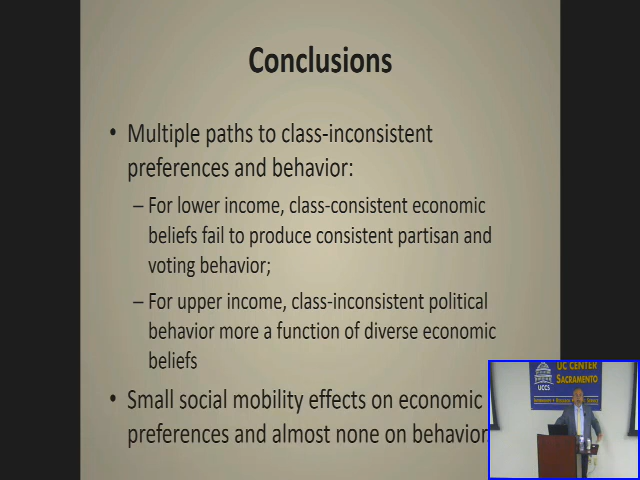 Conclusions
• Multiple paths to class-inconsistent
preferences and behavior:
– For lower income, class-consistent economic
beliefs fail to produce consistent partisan and
voting behavior;
– For upper income, class-inconsistent political
behavior more a function of diverse economic
beliefs
• Small social mobility effects on economic
preferences and almost none on behavior
UC CENTER
SACRAMENTO
UCCS